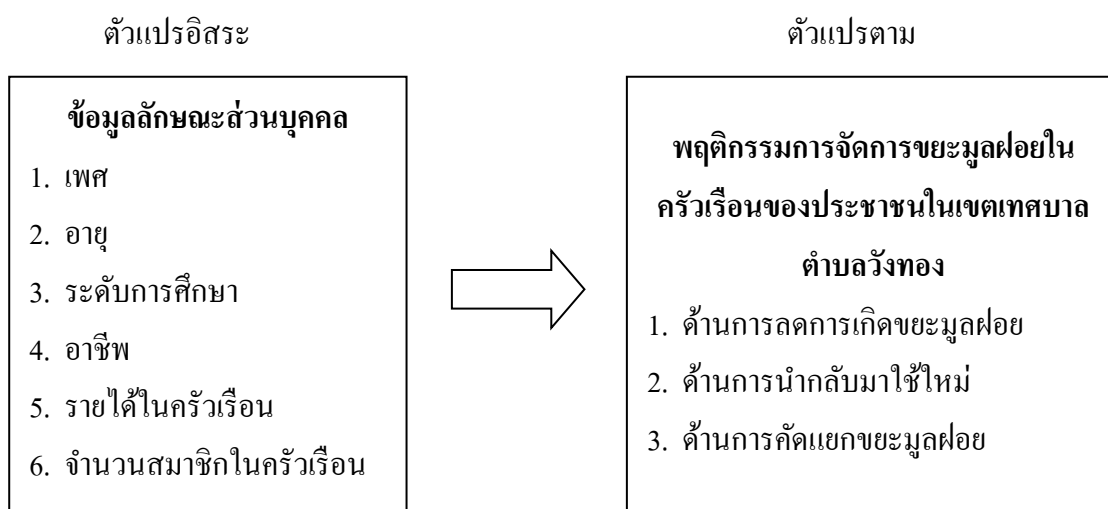 ตัวแปรอิสระ
ข้อมูลลักษณะส่วนบุคคล
1. เพศ
2. อายุ
3. ระดับการศึกษา
4. อาชีพ
5. รายได้ในครัวเรือน
6. จำนวนสมาชิกในครัวเรือน
ตัวแปรตาม
พฤติกรรมการจัดการขยะมูลฝอยใน
ครัวเรือนของประชาชนในเขตเทศบาล
ตำบลวังทอง
1. ด้านการลดการเกิดขยะมูลฝอย
2. ด้านการนำกลับมาใช้ใหม่
3. ด้านการคัดแยกขยะมูลฝอย